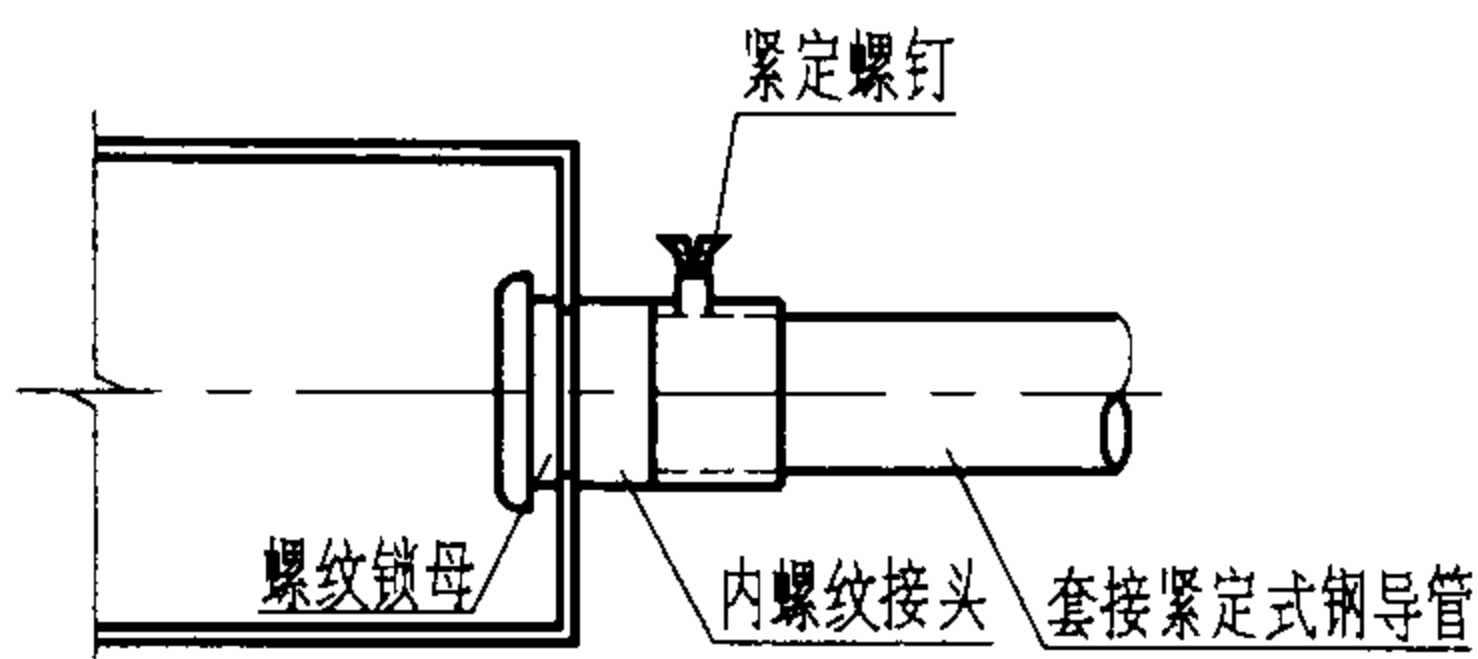 紧定螺钉
螺纹锁母
内螺纹接头
套接紧定式钢导管